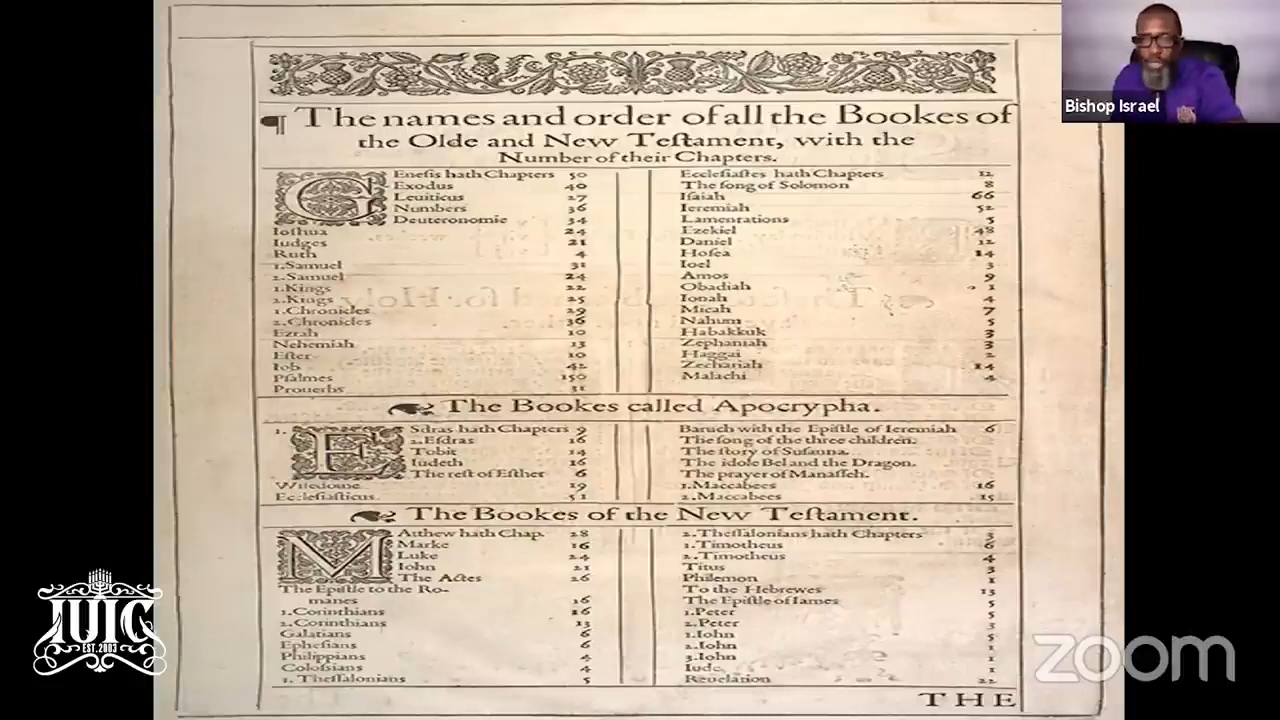 Bishop Israel
¶ The names and order of all the Bookes of
the Olde and New Teſtament, with the
Number of their Chapters.
GEneſis hath Chapters 50
Exodus 40
Leuiticus 27
Numbers 36
Deuteronomie 34
Ioſhua 24
Iudges 21
Ruth 4
1.Samuel 31
2.Samuel 24
1.Kings 22
2.Kings 25
1.Chronicles 29
2.Chronicles 36
Ezrah 10
Nehemiah 13
Eſter 10
Iob 42
Pſalmes 150
Prouerbs 31
Eccleſiaſtes hath Chapters 12
The ſong of Solomon 8
Iſaiah 66
Ieremiah 52
Lamentations 5
Ezekiel 48
Daniel 12
Hoſea 14
Ioel 3
Amos 9
Obadiah 1
Ionah 4
Micah 7
Nahum 3
Habakkuk 3
Zephaniah 3
Haggai 2
Zechariah 14
Malachi 4
The Bookes called Apocrypha.
1. ESdras hath Chapters 9
2.Eſdras 16
Tobit 14
Iudeth 16
The reſt of Eſther 6
Wiſedome 19
Eccleſiaſticus 51
Baruch with the Epiſtle of Ieremiah 6
The ſong of the three children.
The ſtory of Suſanna.
The idole Bel and the Dragon.
The prayer of Manaſſeh.
1.Maccabees 16
2.Maccabees 15
The Bookes of the New Teſtament.
MAtthew hath Chap. 28
Marke 16
Luke 24
Iohn 21
The Actes 28
The Epiſtle to the Ro-
manes 16
1.Corinthians 16
2.Corinthians 13
Galatians 6
Epheſians 6
Philippians 4
Coloſſians 4
1. Theſſalonians 5
2.Theſſalonians hath Chapters 3
1.Timotheus 6
2.Timotheus 4
Titus 3
Philemon 1
To the Hebrewes 13
The Epiſtle of Iames 5
1.Peter 5
2.Peter 3
1.Iohn 5
2.Iohn 1
3.Iohn 1
Iude 1
Reuelation 22
THE
IUIC
EST. 2003
zoom